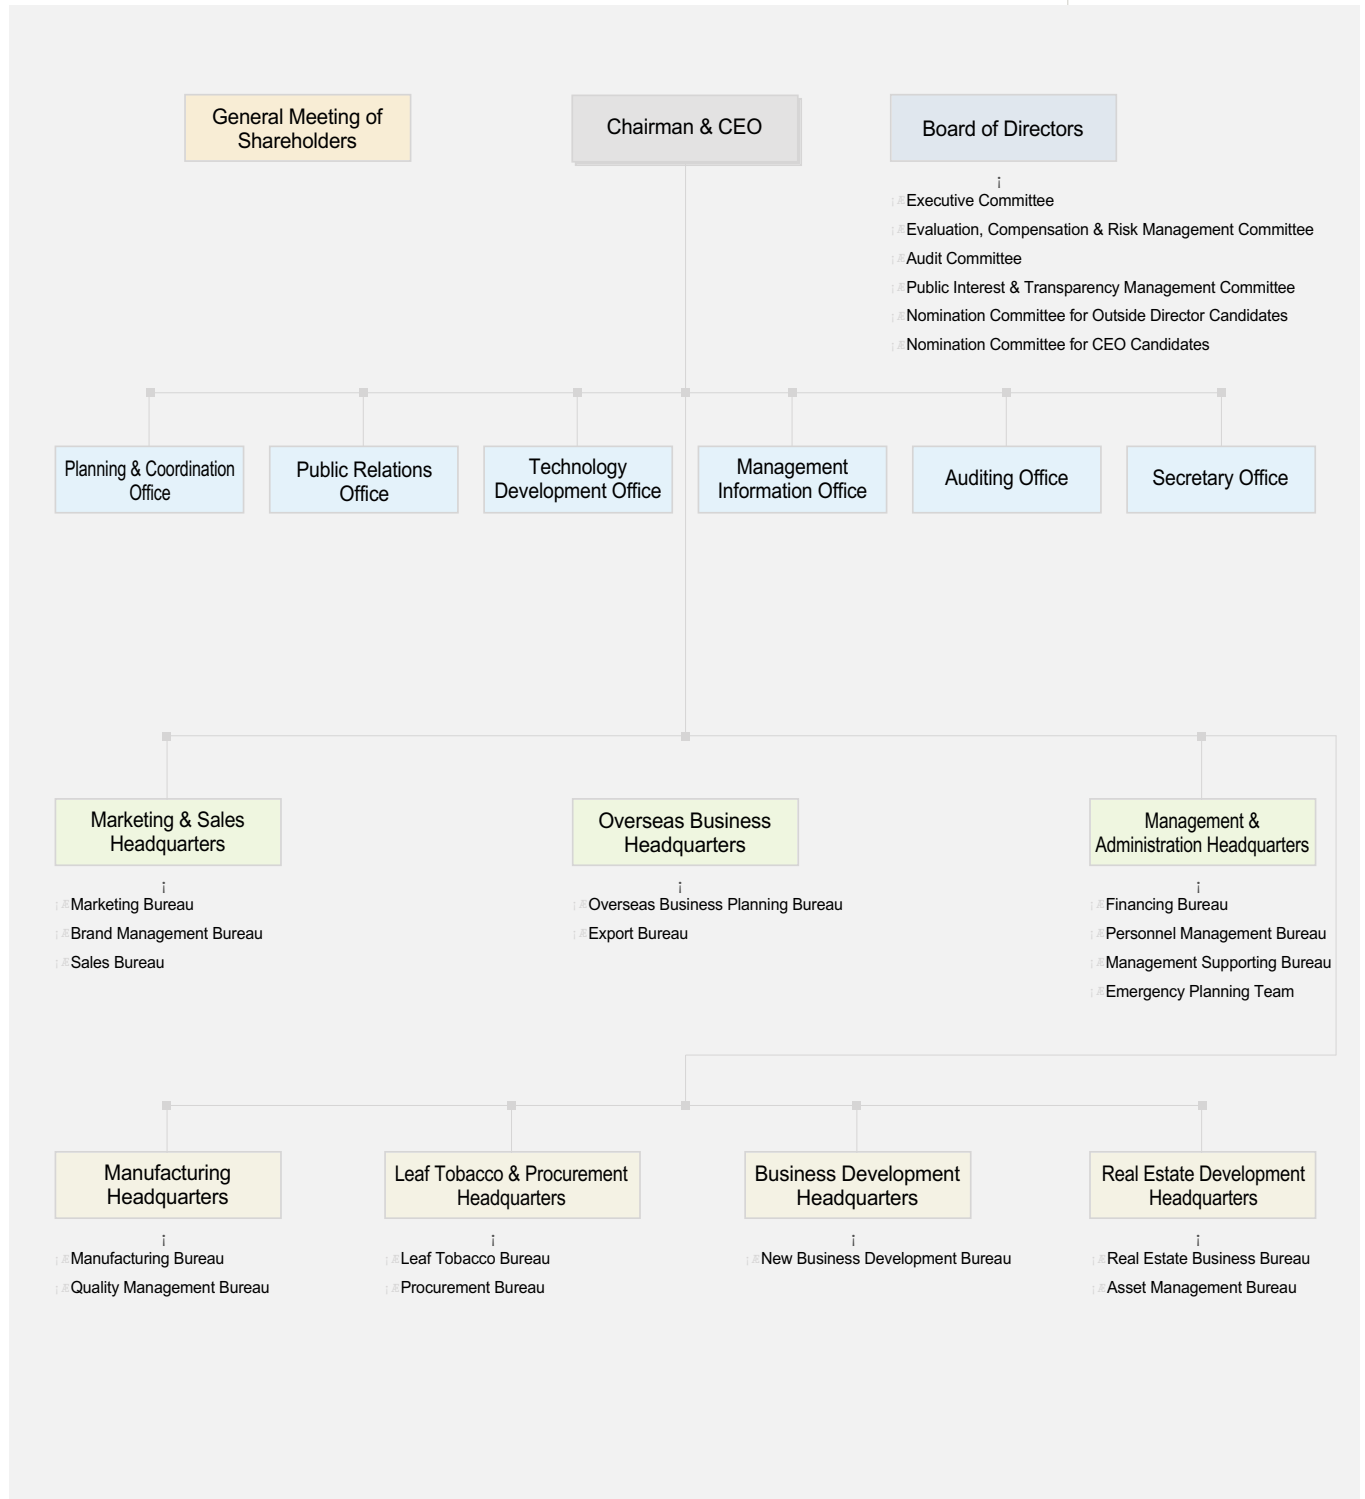 General Meeting of
Shareholders
Chairman & CEO
Board of Directors
Executive Committee
Evaluation, Compensation & Risk Management Committee
Audit Committee
Public Interest & Transparency Management Committee
Nomination Committee for Outside Director Candidates
Nomination Committee for CEO Candidates
Planning & Coordination
Office
Public Relations
Office
Technology
Development Office
Management
Information Office
Auditing Office
Secretary Office
Marketing & Sales
Headquarters
Marketing Bureau
Brand Management Bureau
Sales Bureau
Overseas Business
Headquarters
Overseas Business Planning Bureau
Export Bureau
Management &
Administration Headquarters
Financing Bureau
Personnel Management Bureau
Management Supporting Bureau
Emergency Planning Team
Manufacturing
Headquarters
Manufacturing Bureau
Quality Management Bureau
Leaf Tobacco & Procurement
Headquarters
Leaf Tobacco Bureau
Procurement Bureau
Business Development
Headquarters
New Business Development Bureau
Real Estate Development
Headquarters
Real Estate Business Bureau
Asset Management Bureau